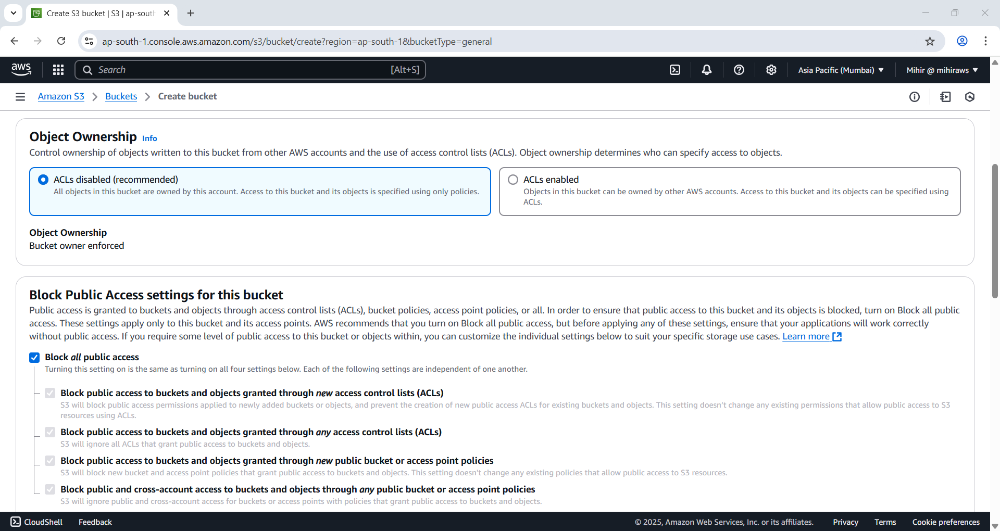 Create S3 bucket | S3 | ap-sout
ap-south-1.console.aws.amazon.com/s3/bucket/create?region=ap-south-1&bucketType=general
aws
Search
[Alt+S]
Asia Pacific (Mumbai)
Mihir @ mihiraws
Amazon S3
Buckets
Create bucket
Object Ownership Info
Control ownership of objects written to this bucket from other AWS accounts and the use of access control lists (ACLs). Object ownership determines who can specify access to objects.
ACLs disabled (recommended)
All objects in this bucket are owned by this account. Access to this bucket and its objects is specified using only policies.
ACLs enabled
Objects in this bucket can be owned by other AWS accounts. Access to this bucket and its objects can be specified using
ACLs.
Object Ownership
Bucket owner enforced
Block Public Access settings for this bucket
Public access is granted to buckets and objects through access control lists (ACLs), bucket policies, access point policies, or all. In order to ensure that public access to this bucket and its objects is blocked, turn on Block all public
access. These settings apply only to this bucket and its access points. AWS recommends that you turn on Block all public access, but before applying any of these settings, ensure that your applications will work correctly
without public access. If you require some level of public access to this bucket or objects within, you can customize the individual settings below to suit your specific storage use cases. Learn more
Block all public access
Turning this setting on is the same as turning on all four settings below. Each of the following settings are independent of one another.
Block public access to buckets and objects granted through new access control lists (ACLs)
S3 will block public access permissions applied to newly added buckets or objects, and prevent the creation of new public access ACLs for existing buckets and objects. This setting doesn't change any existing permissions that allow public access to S3
resources using ACLs.
Block public access to buckets and objects granted through any access control lists (ACLs)
S3 will ignore all ACLs that grant public access to buckets and objects.
Block public access to buckets and objects granted through new public bucket or access point policies
S3 will block new bucket and access point policies that grant public access to buckets and objects. This setting doesn't change any existing policies that allow public access to S3 resources.
Block public and cross-account access to buckets and objects through any public bucket or access point policies
S3 will ignore public and cross-account access for buckets or access points with policies that grant public access to buckets and objects.
CloudShell
Feedback
© 2025, Amazon Web Services, Inc. or its affiliates.
Privacy
Terms
Cookie preferences